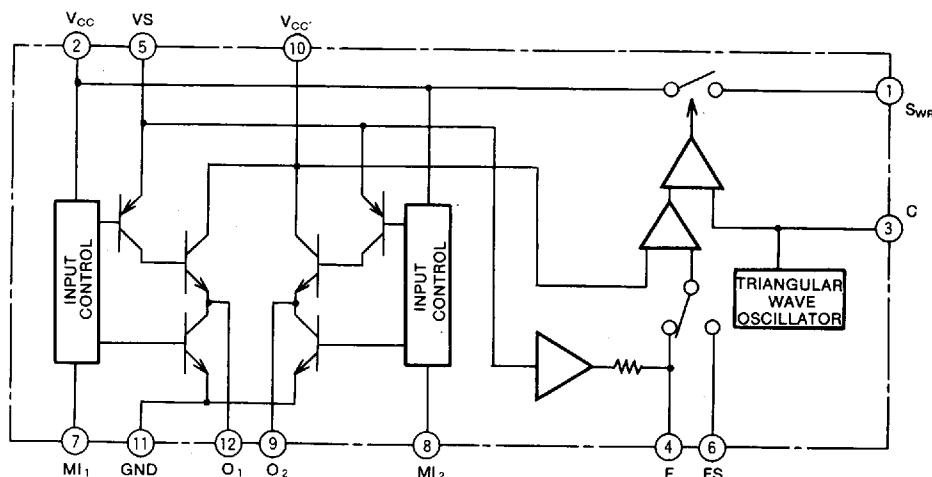 VCC VS VCC'
2 5 10
1
SWR
C
3
INPUT CONTROL
INPUT CONTROL
TRIANGULAR
WAVE
OSCILLATOR
7 11 12 9 8 4 6
MI1 GND O1 O2 MI2 F FS